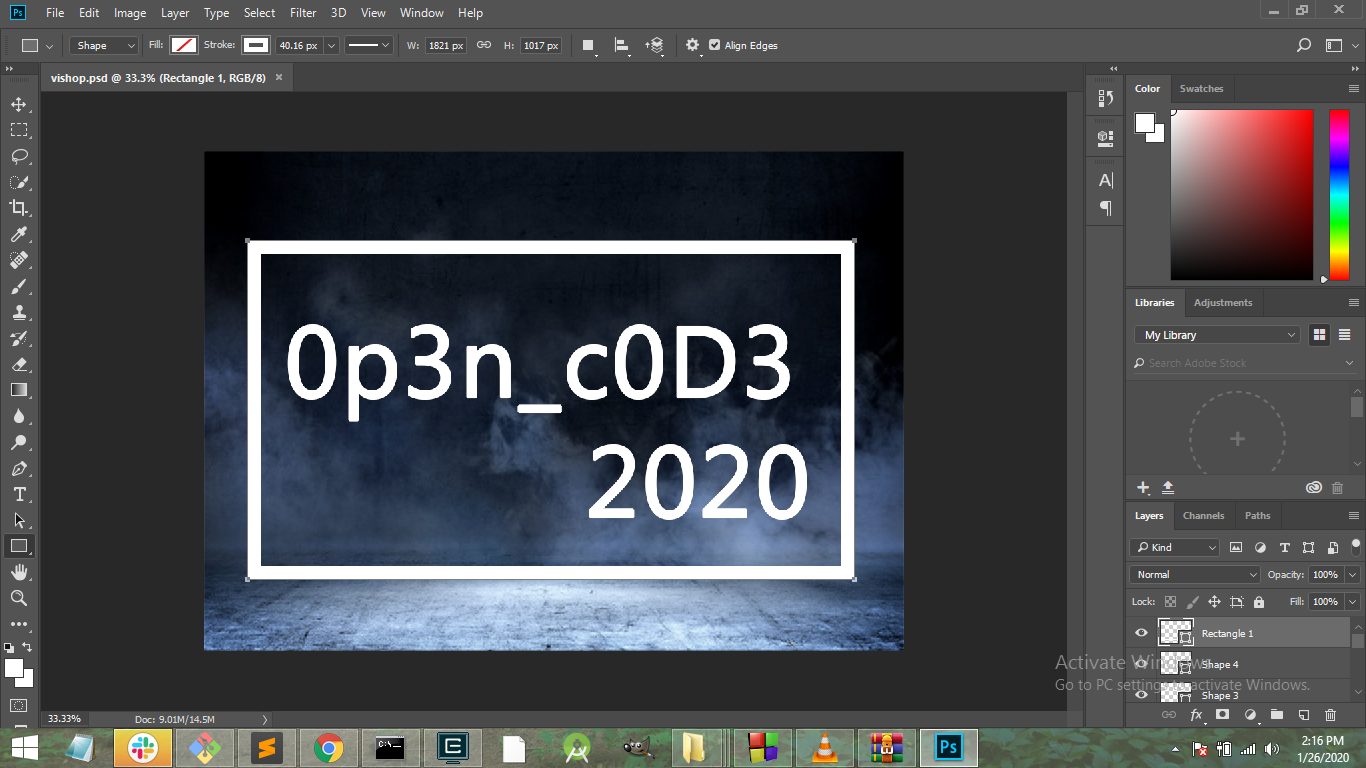 Ps File Edit Image Layer Type Select Filter 3D View Window Help
Shape Fill: Stroke: 40.16 px W: 1821 px H: 1017 px Align Edges
vishop.psd @ 33.3% (Rectangle 1, RGB/8) ×
Color Swatches
0p3n_c0D3
2020
Libraries Adjustments
My Library
Search Adobe Stock
Layers Channels Paths
Kind
Normal Opacity: 100%
Lock: Fill: 100%
Rectangle 1
Shape 4
Shape 3
Activate Windows
Go to PC settings to activate Windows.
33.33% Doc: 9.01M/14.5M
Ps
2:16 PM
1/26/2020